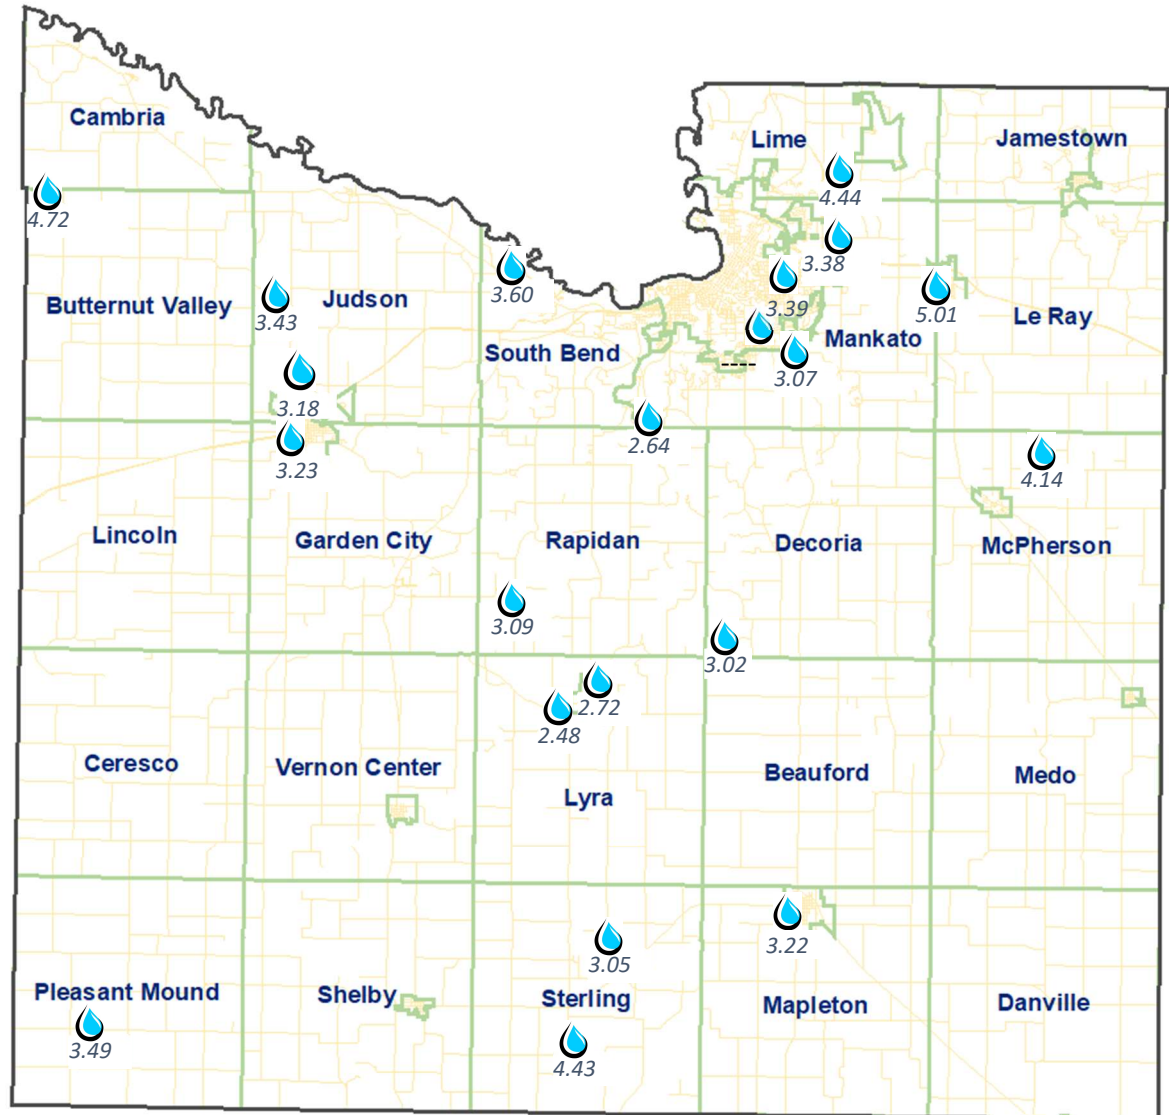 Cambria
Lime
Jamestown
4.44
4.72
3.38
3.60
Butternut Valley
Judson
3.43
3.39
5.01
Le Ray
South Bend
Mankato
----
3.07
3.18
2.64
3.23
4.14
Lincoln
Garden City
Rapidan
Decoria
McPherson
3.09
3.02
2.72
2.48
Ceresco
Vernon Center
Beauford
Medo
Lyra
3.22
3.05
Pleasant Mound
Shelby
Sterling
Mapleton
Danville
3.49
4.43